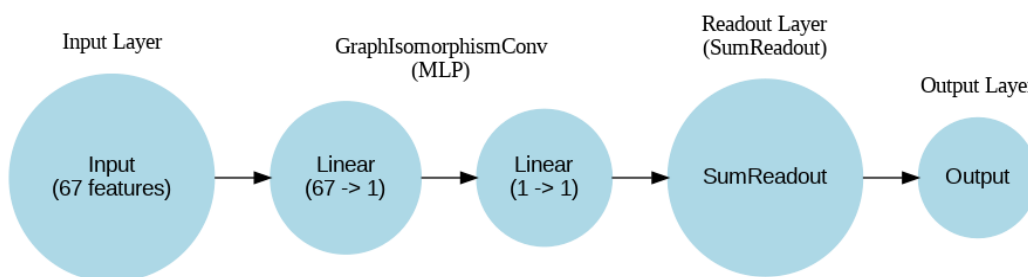 Input Layer
GraphIsomorphismConv
(MLP)
Readout Layer
(SumReadout)
Output Layer
Input
(67 features)
Linear
(67 -> 1)
Linear
(1 -> 1)
SumReadout
Output